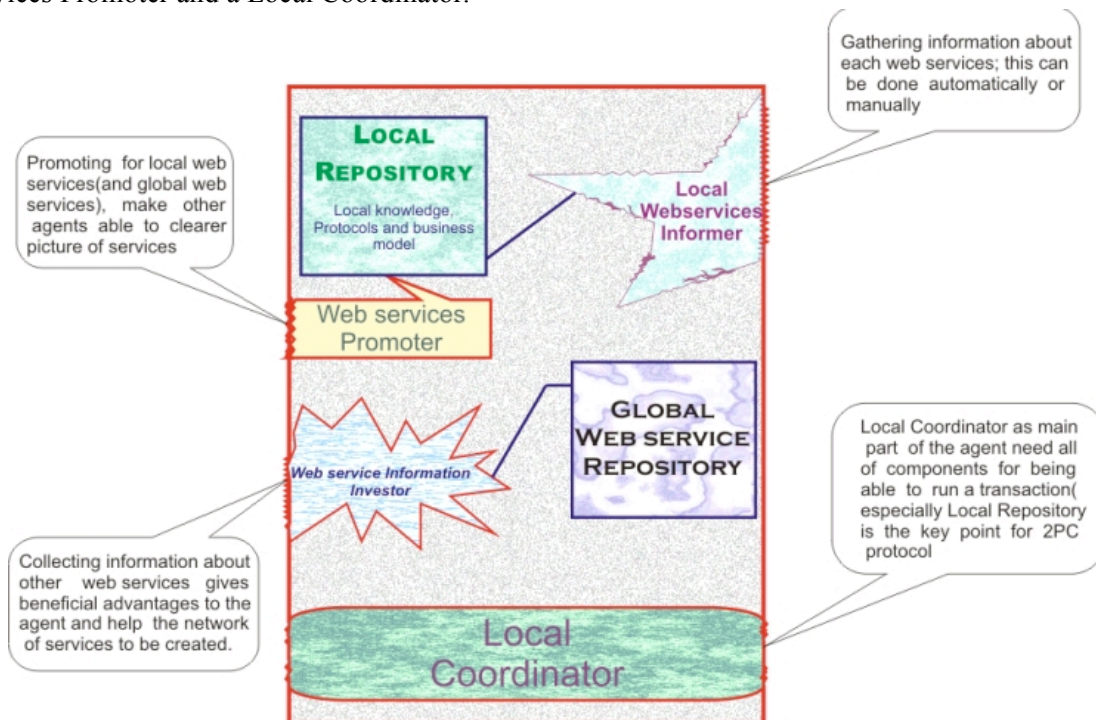 vices Promoter and a Local Coordinator.
Gathering information about
each web services; this can
be done automatically or
manually
LOCAL
REPOSITORY
Local knowledge,
Protocols and business
model
Local
Webservices
Informer
Promoting for local web
services(and global web
services), make other
agents able to clearer
picture of services
Web services
Promoter
GLOBAL
WEB SERVICE
REPOSITORY
Web service Information
Investor
Local Coordinator as main
part of the agent need all
of components for being
able to run a transaction(
especially Local Repository
is the key point for 2PC
protocol
Collecting information about
other web services gives
beneficial advantages to the
agent and help the network
of services to be created.
Local
Coordinator